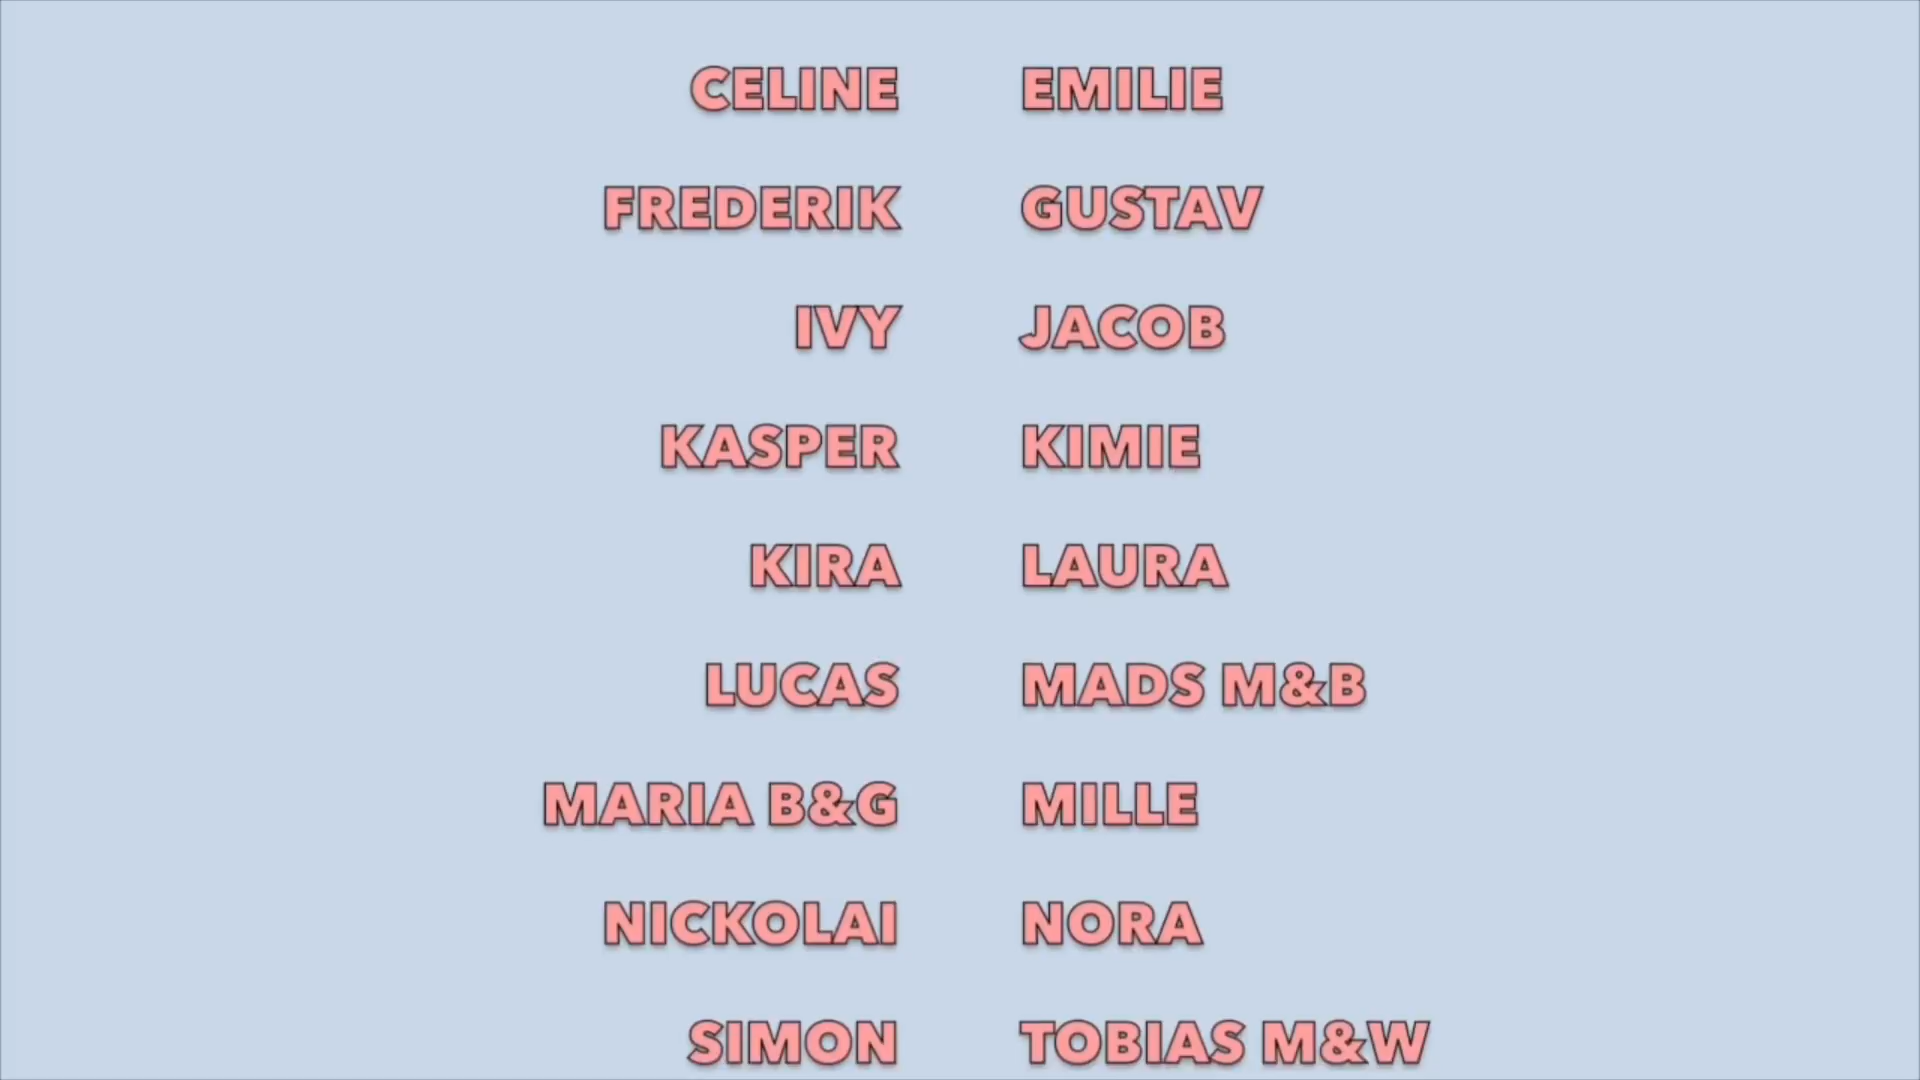 CELINE EMILIE
FREDERIK GUSTAV
IVY JACOB
KASPER KIMIE
KIRA LAURA
LUCAS MADS M&B
MARIA B&G MILLE
NICKOLAI NORA
SIMON TOBIAS M&W